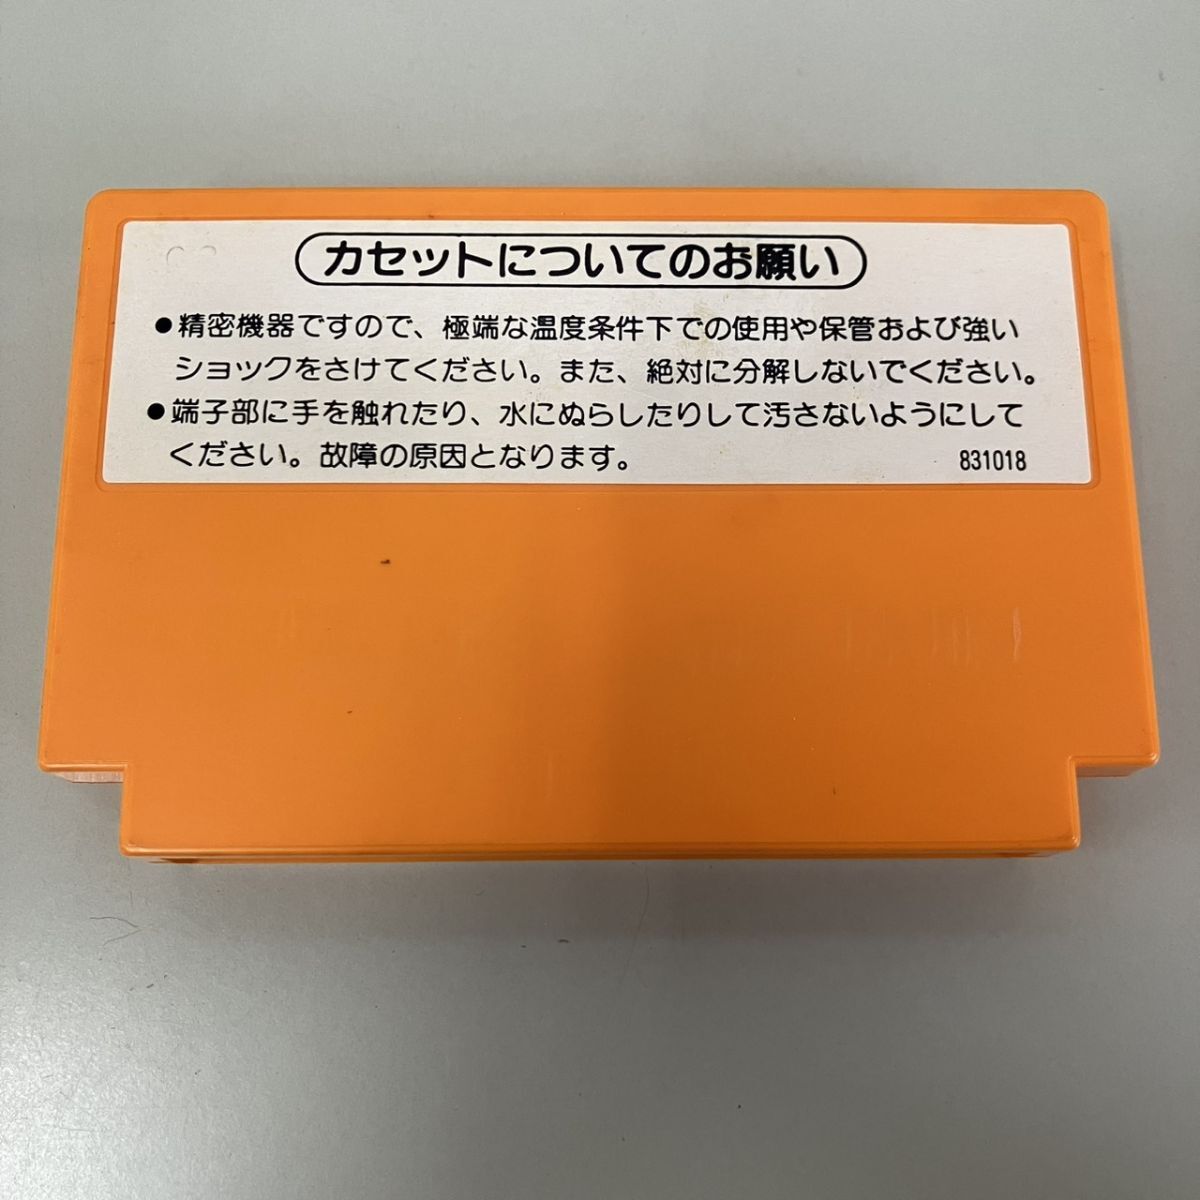 カセットについてのお願い
●精密機器ですので、極端な温度条件下での使用や保管および強い
ショックをさけてください。また、絶対に分解しないでください。
●端子部に手を触れたり、水にぬらしたりして汚さないようにして
ください。故障の原因となります。
831018